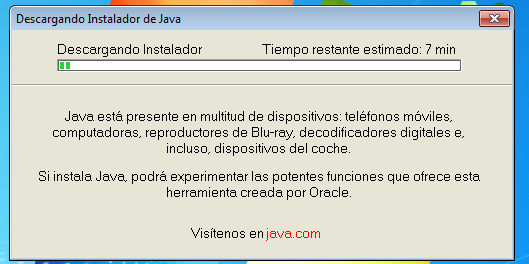 Descargando Instalador de Java
Descargando Instalador Tiempo restante estimado: 7 min
Java está presente en multitud de dispositivos: teléfonos móviles,
computadoras, reproductores de Blu-ray, decodificadores digitales e,
incluso, dispositivos del coche.
Si instala Java, podrá experimentar las potentes funciones que ofrece esta
herramienta creada por Oracle.
Visítenos en java.com